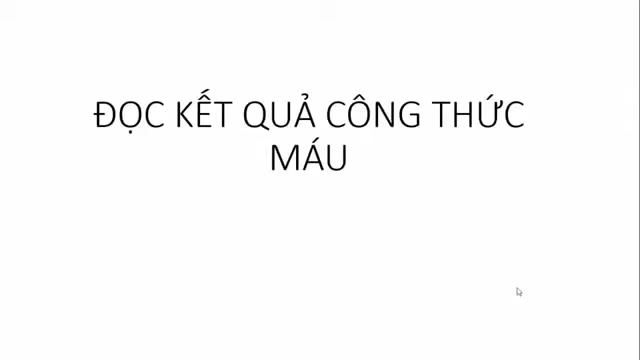 ĐỌC KẾT QUẢ CÔNG THỨC
MÁU